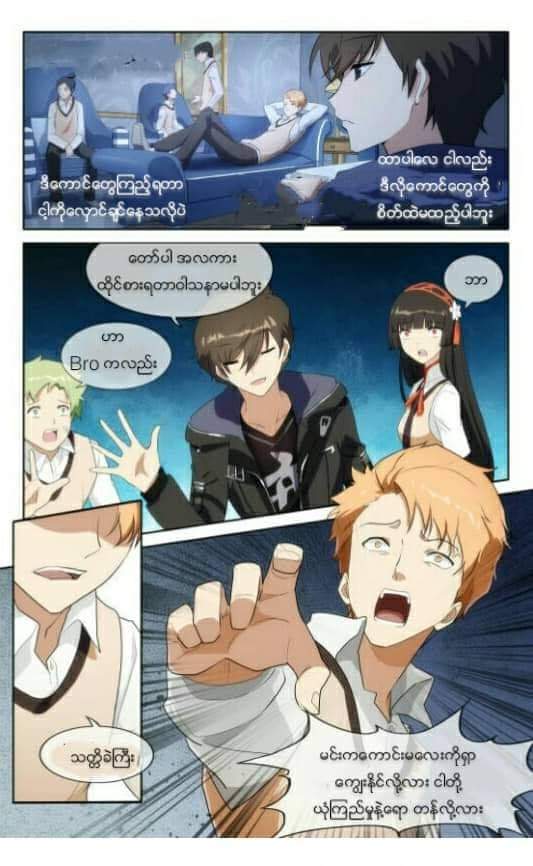 ဒီကောင်တွေကြည့်ရတာ
ငါ့ကိုလှောင်ချင်နေသလိုပဲ
ထာပါလေ ငါလည်း
ဒီလိုကောင်တွေကို
စိတ်ထဲမထည့်ပါဘူး
တော်ပါ အလကား
ထိုင်စားရတာဝါသနာမပါဘူး
ဘာ
ဟာ
Bro ကလည်း
သတ္တိခဲကြီး
မင်းကကောင်းမလေးကိုရှာ
ကျွေးနိုင်လို့လား ငါတို့
ယုံကြည်မှုနဲ့ရော တန်လို့လား